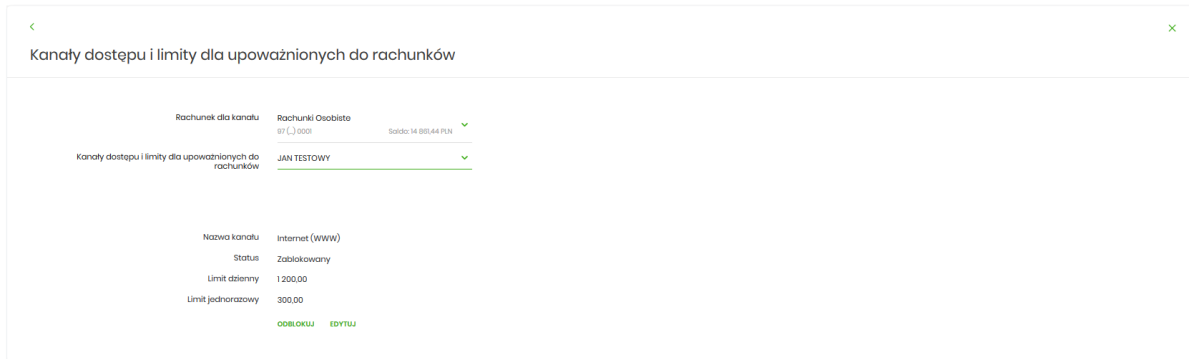 Kanały dostępu i limity dla upoważnionych do rachunków
Rachunek dla kanału
Rachunki Osobiste
97 (...) 0001 Saldo: 14 861,44 PLN
Kanały dostępu i limity dla upoważnionych do
rachunków
JAN TESTOWY
Nazwa kanału Internet (WWW)
Status Zablokowany
Limit dzienny 1 200,00
Limit jednorazowy 300,00
ODBLOKUJ EDYTUJ